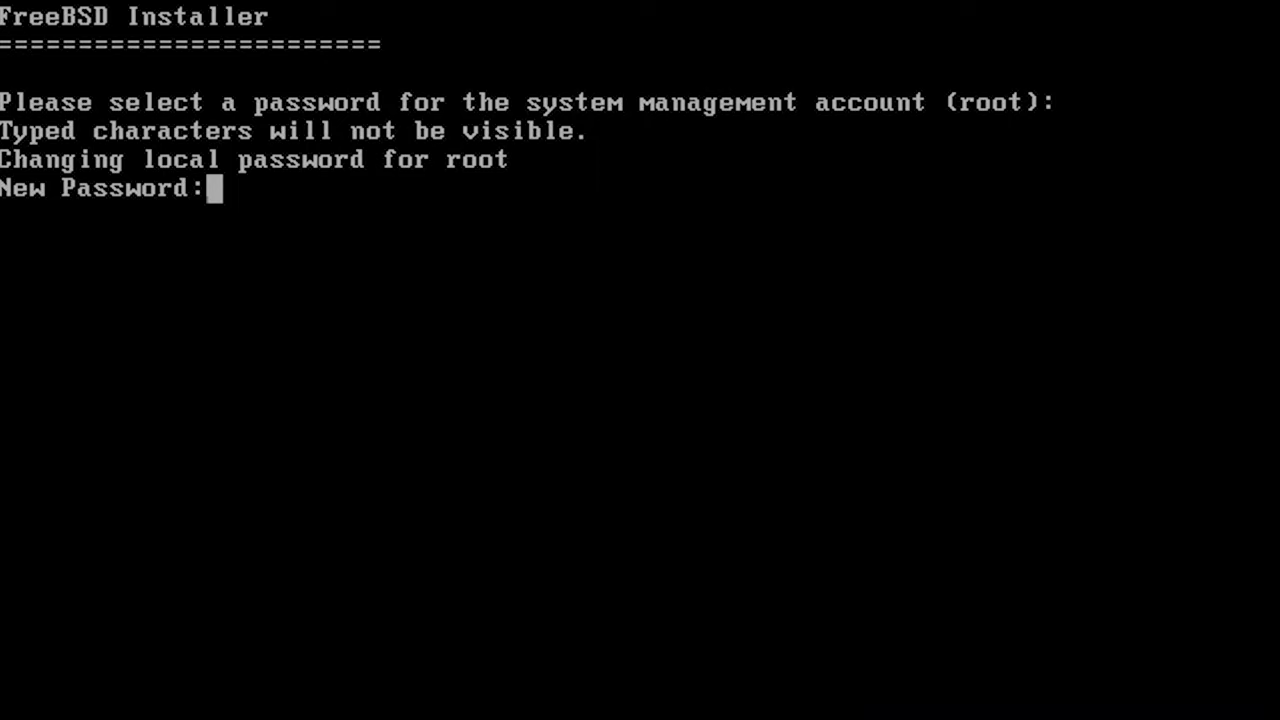 FreeBSD Installer
========================
Please select a password for the system management account (root):
Typed characters will not be visible.
Changing local password for root
New Password: